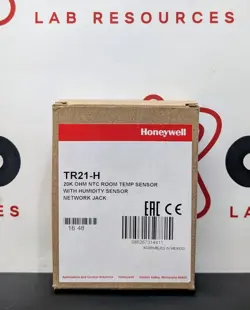 LAB RESOURCES
Honeywell
TR21-H
20K OHM NTC ROOM TEMP SENSOR
WITH HUMIDITY SENSOR
NETWORK JACK
EAC CE
16 46